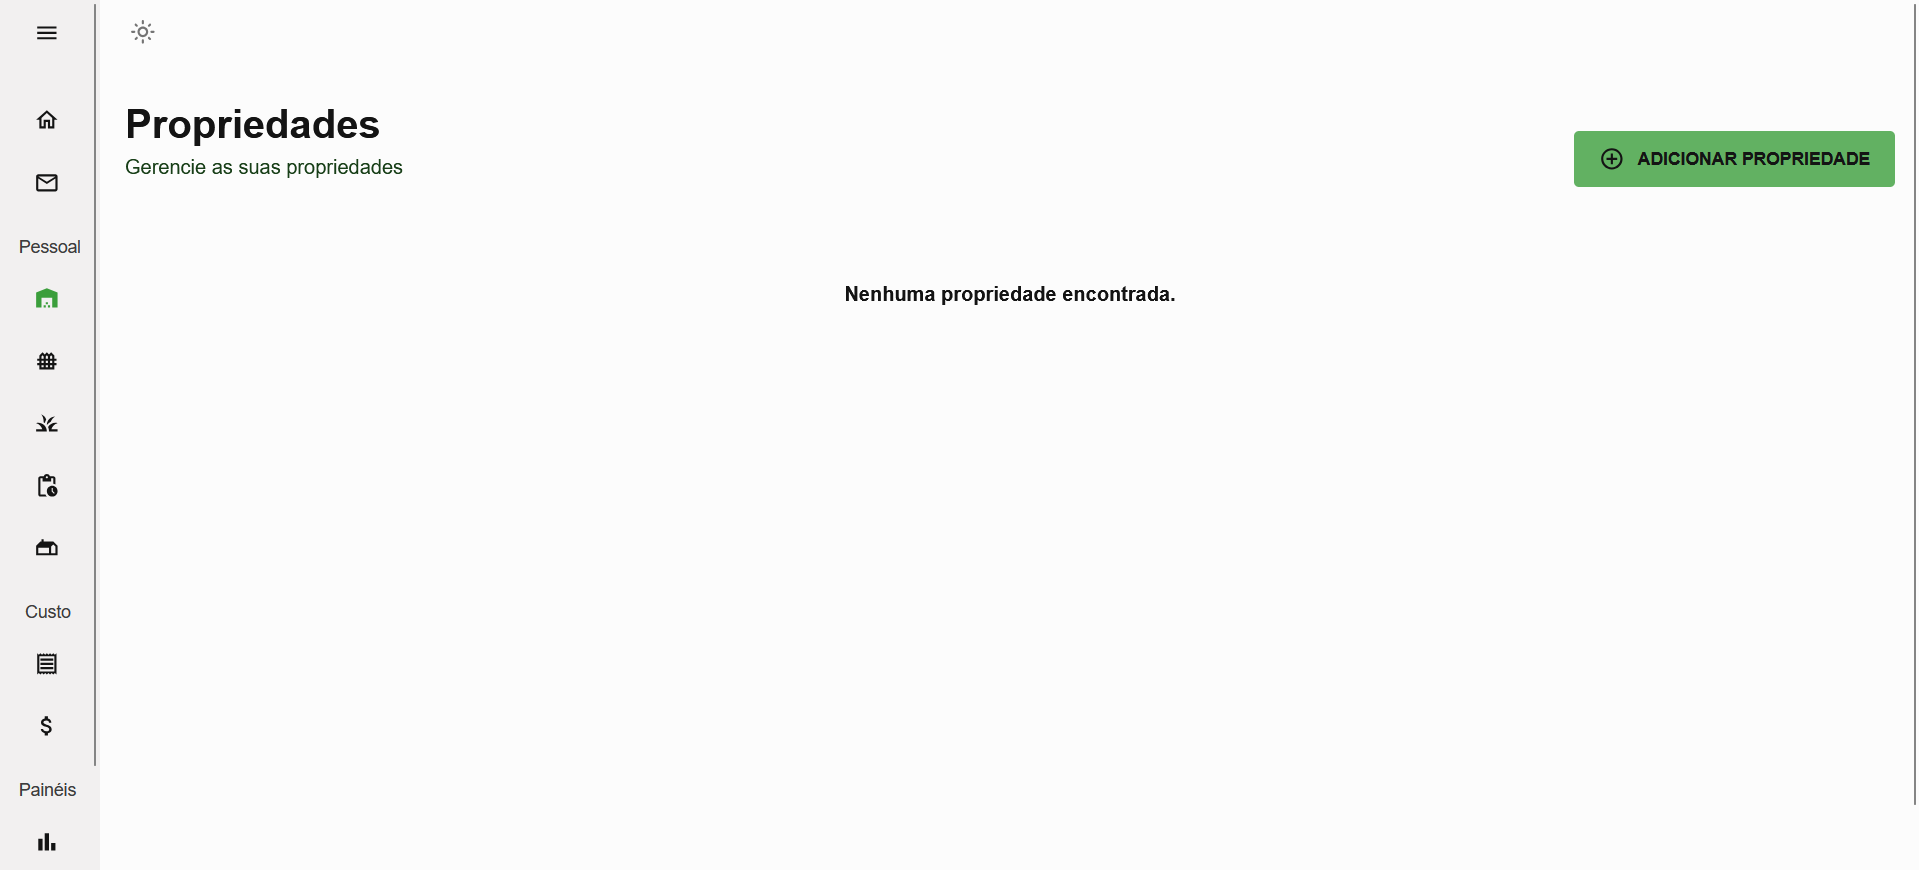 Propriedades
Gerencie as suas propriedades
ADICIONAR PROPRIEDADE
Pessoal
Nenhuma propriedade encontrada.
Custo
Painéis